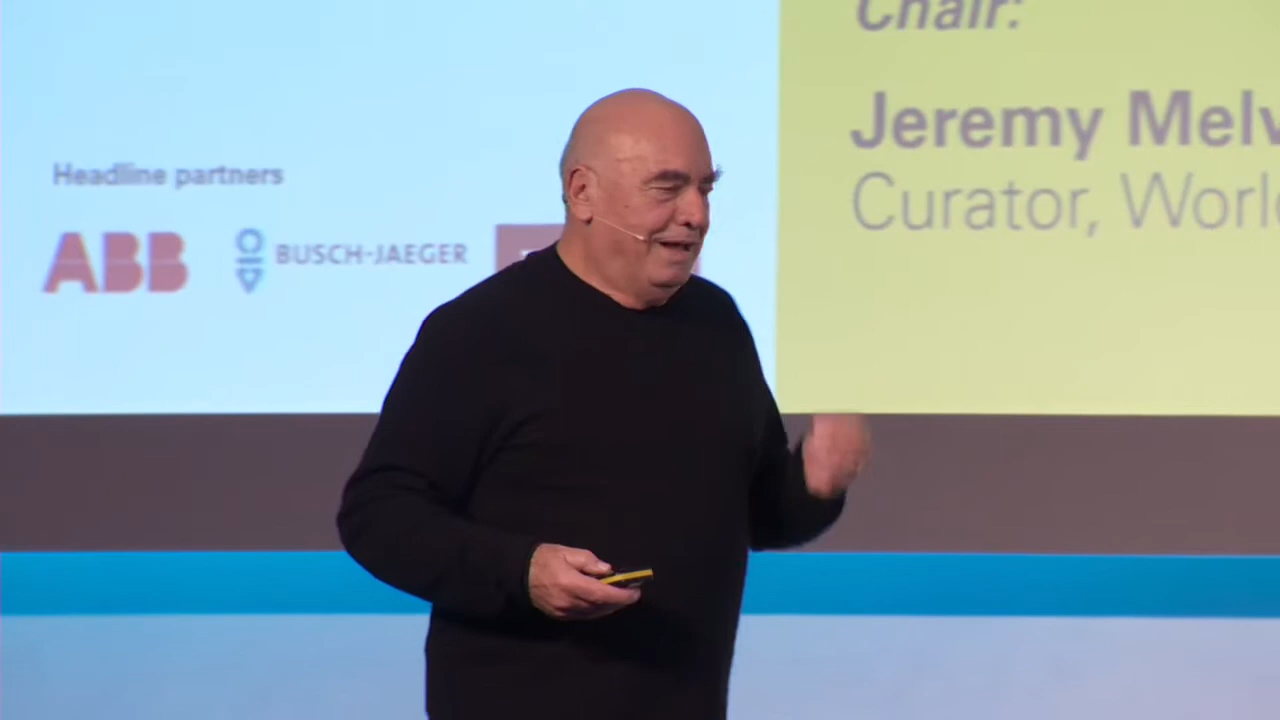 Headline partners
ABB
BUSCH-JAEGER
Chair:
Jeremy Melv
Curator, Worl